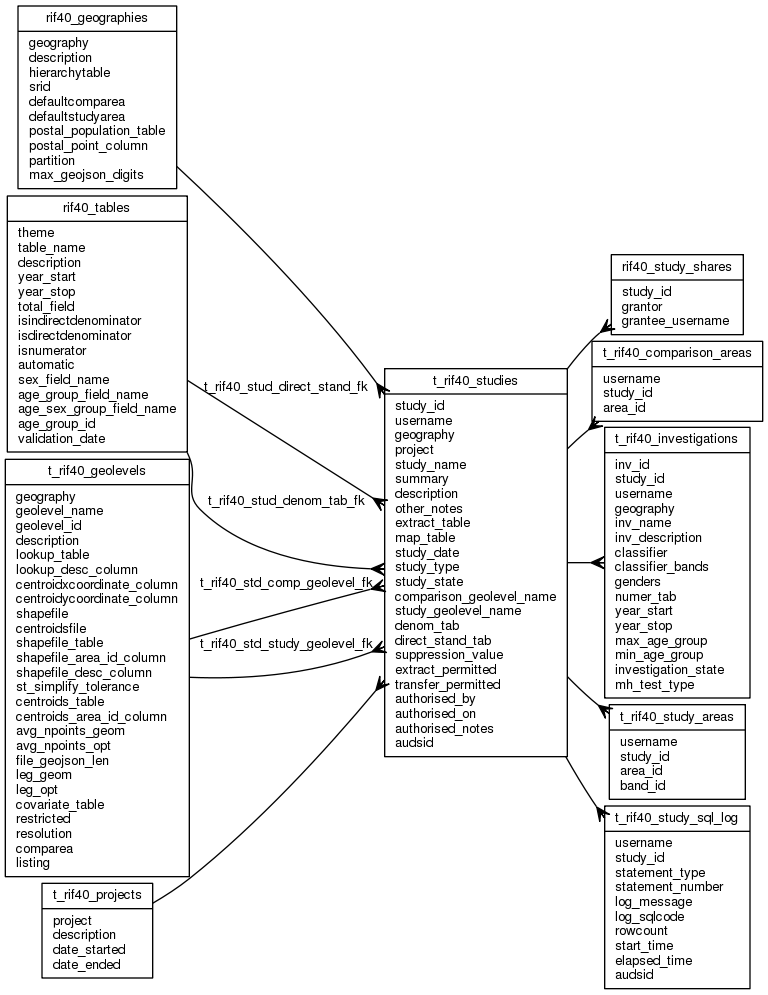 rif40_geographies
geography
description
hierarchytable
srid
defaultcomparea
defaultstudyarea
postal_population_table
postal_point_column
partition
max_geojson_digits
rif40_tables
theme
table_name
description
year_start
year_stop
total_field
isindirectdenominator
isdirectdenominator
isnumerator
automatic
sex_field_name
age_group_field_name
age_sex_group_field_name
age_group_id
validation_date
t_rif40_geolevels
geography
geolevel_name
geolevel_id
description
lookup_table
lookup_desc_column
centroidxcoordinate_column
centroidycoordinate_column
shapefile
centroidsfile
shapefile_table
shapefile_area_id_column
shapefile_desc_column
st_simplify_tolerance
centroids_table
centroids_area_id_column
avg_npoints_geom
avg_npoints_opt
file_geojson_len
leg_geom
leg_opt
covariate_table
restricted
resolution
comparea
listing
t_rif40_projects
project
description
date_started
date_ended
t_rif40_stud_direct_stand_fk
t_rif40_stud_denom_tab_fk
t_rif40_std_comp_geolevel_fk
t_rif40_std_study_geolevel_fk
t_rif40_studies
study_id
username
geography
project
study_name
summary
description
other_notes
extract_table
map_table
study_date
study_type
study_state
comparison_geolevel_name
study_geolevel_name
denom_tab
direct_stand_tab
suppression_value
extract_permitted
transfer_permitted
authorised_by
authorised_on
authorised_notes
audsid
rif40_study_shares
study_id
grantor
grantee_username
t_rif40_comparison_areas
username
study_id
area_id
t_rif40_investigations
inv_id
study_id
username
geography
inv_name
inv_description
classifier
classifier_bands
genders
numer_tab
year_start
year_stop
max_age_group
min_age_group
investigation_state
mh_test_type
t_rif40_study_areas
username
study_id
area_id
band_id
t_rif40_study_sql_log
username
study_id
statement_type
statement_number
log_message
log_sqlcode
rowcount
start_time
elapsed_time
audsid